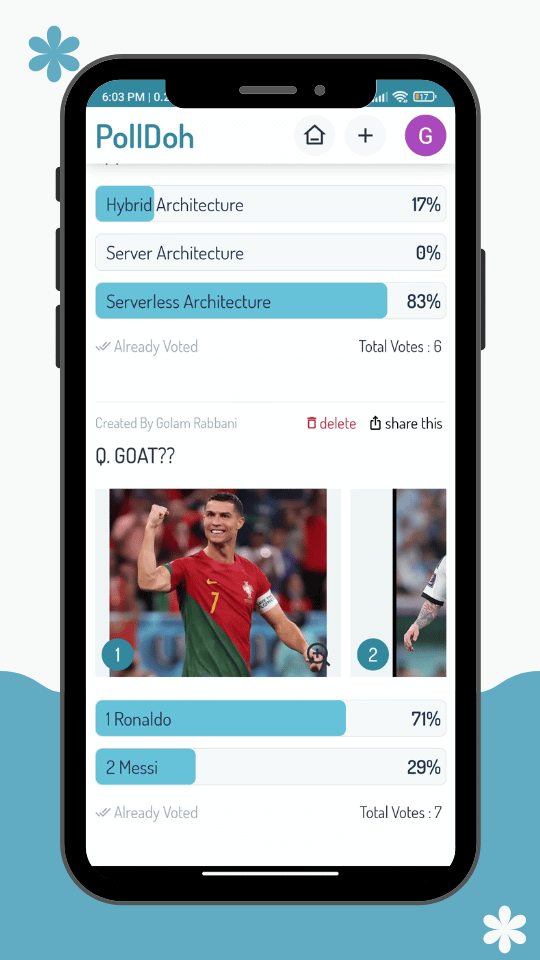 6:03 PM | 0.2
17
PollDoh
G
Hybrid Architecture 17%
Server Architecture 0%
Serverless Architecture 83%
Already Voted Total Votes : 6
Created By Golam Rabbani delete share this
Q. GOAT??
7
1 2
1 Ronaldo 71%
2 Messi 29%
Already Voted Total Votes : 7